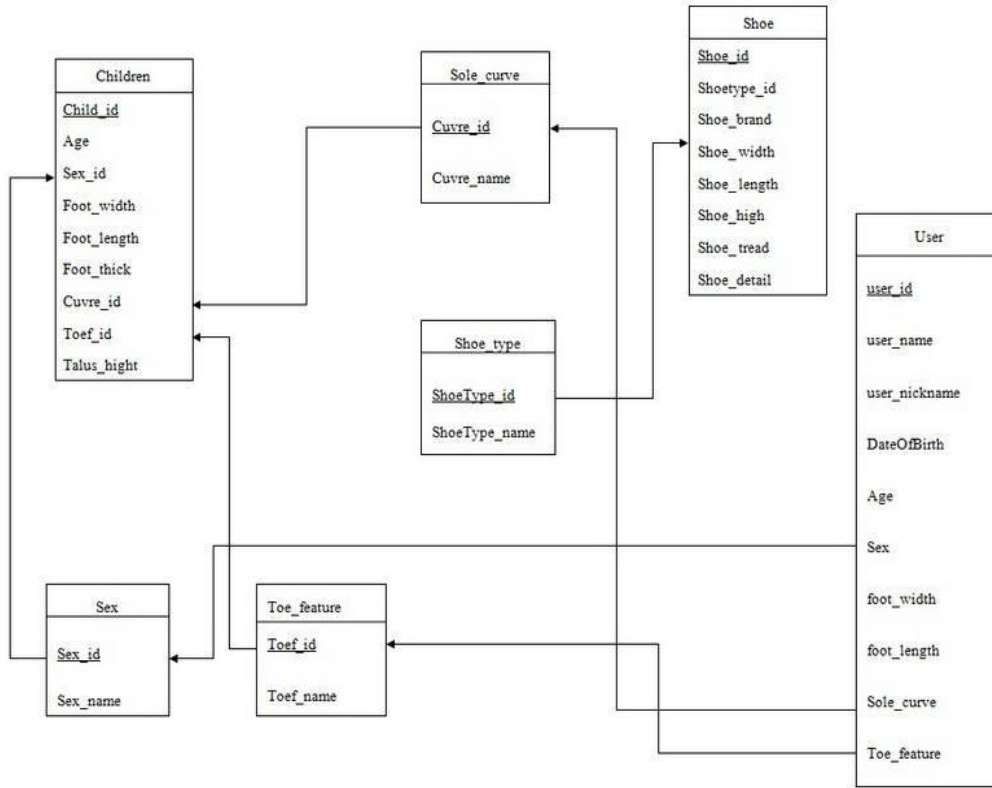 Children
Child_id
Age
Sex_id
Foot_width
Foot_length
Foot_thick
Cuvre_id
Toef_id
Talus_hight
Sole_curve
Cuvre_id
Cuvre_name
Shoe
Shoe_id
Shoetype_id
Shoe_brand
Shoe_width
Shoe_length
Shoe_high
Shoe_tread
Shoe_detail
Shoe_type
ShoeType_id
ShoeType_name
User
user_id
user_name
user_nickname
DateOfBirth
Age
Sex
foot_width
foot_length
Sole_curve
Toe_feature
Sex
Sex_id
Sex_name
Toe_feature
Toef_id
Toef_name